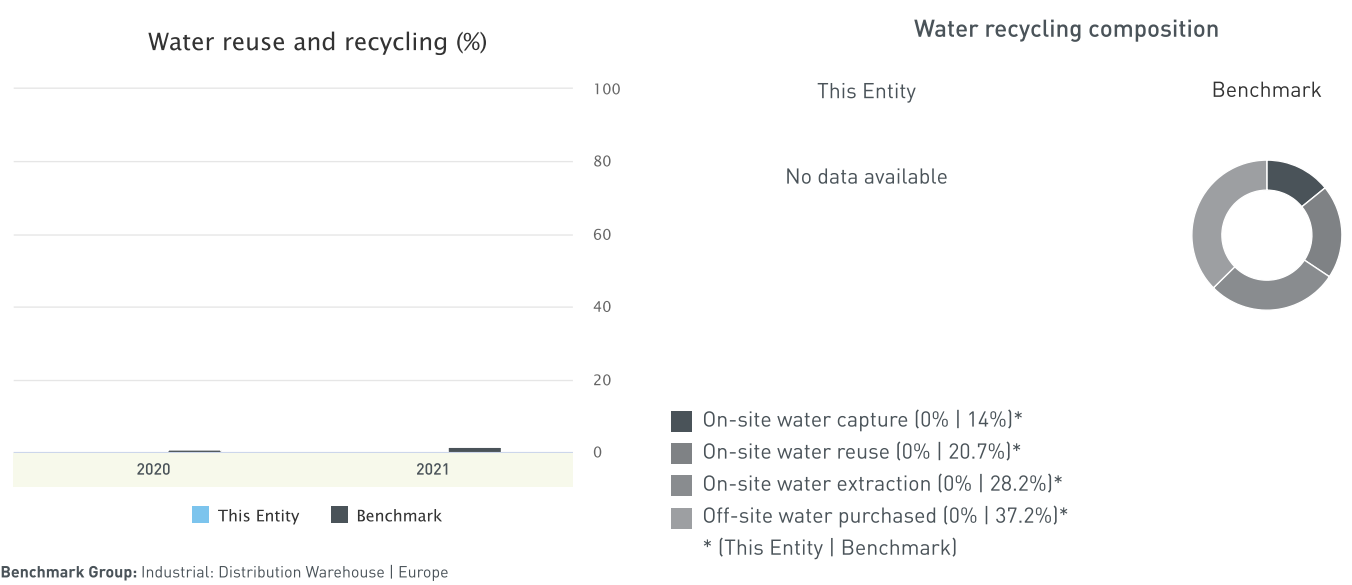 Water reuse and recycling (%)
100
80
60
40
20
0
2020 2021
This Entity Benchmark
Benchmark Group: Industrial: Distribution Warehouse | Europe
Water recycling composition
This Entity Benchmark
No data available
On-site water capture (0% | 14%)*
On-site water reuse (0% | 20.7%)*
On-site water extraction (0% | 28.2%)*
Off-site water purchased (0% | 37.2%)*
* (This Entity | Benchmark)